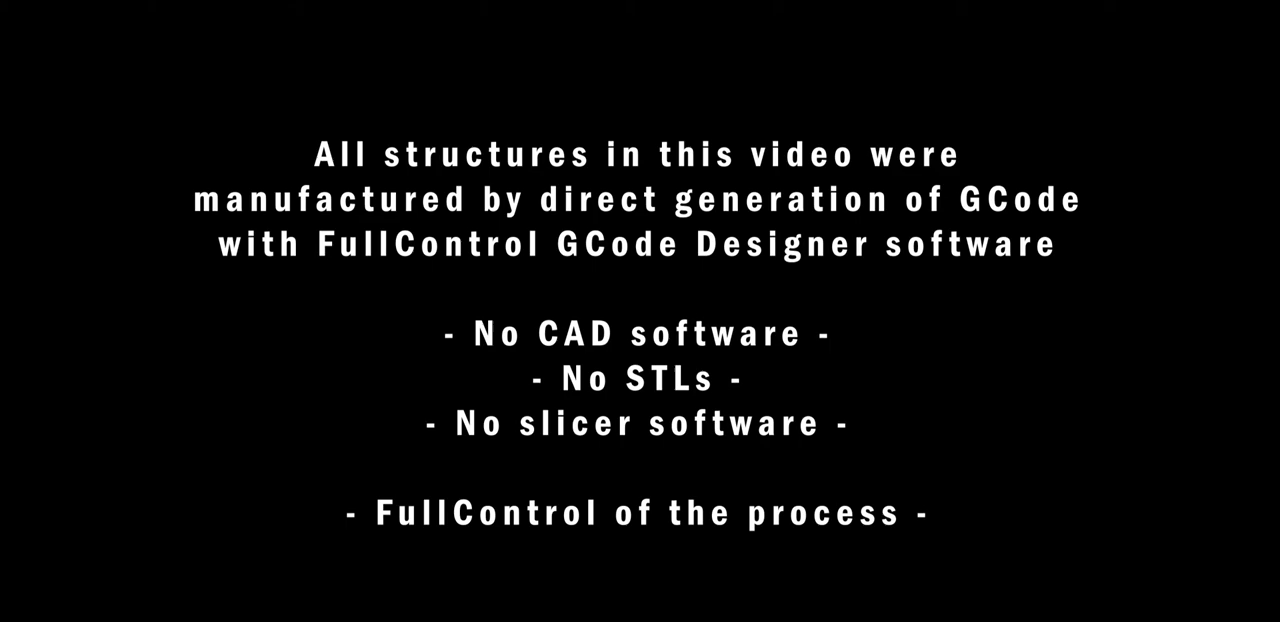 All structures in this video were
manufactured by direct generation of GCode
with FullControl GCode Designer software
- No CAD software -
- No STLs -
- No slicer software -
- FullControl of the process -